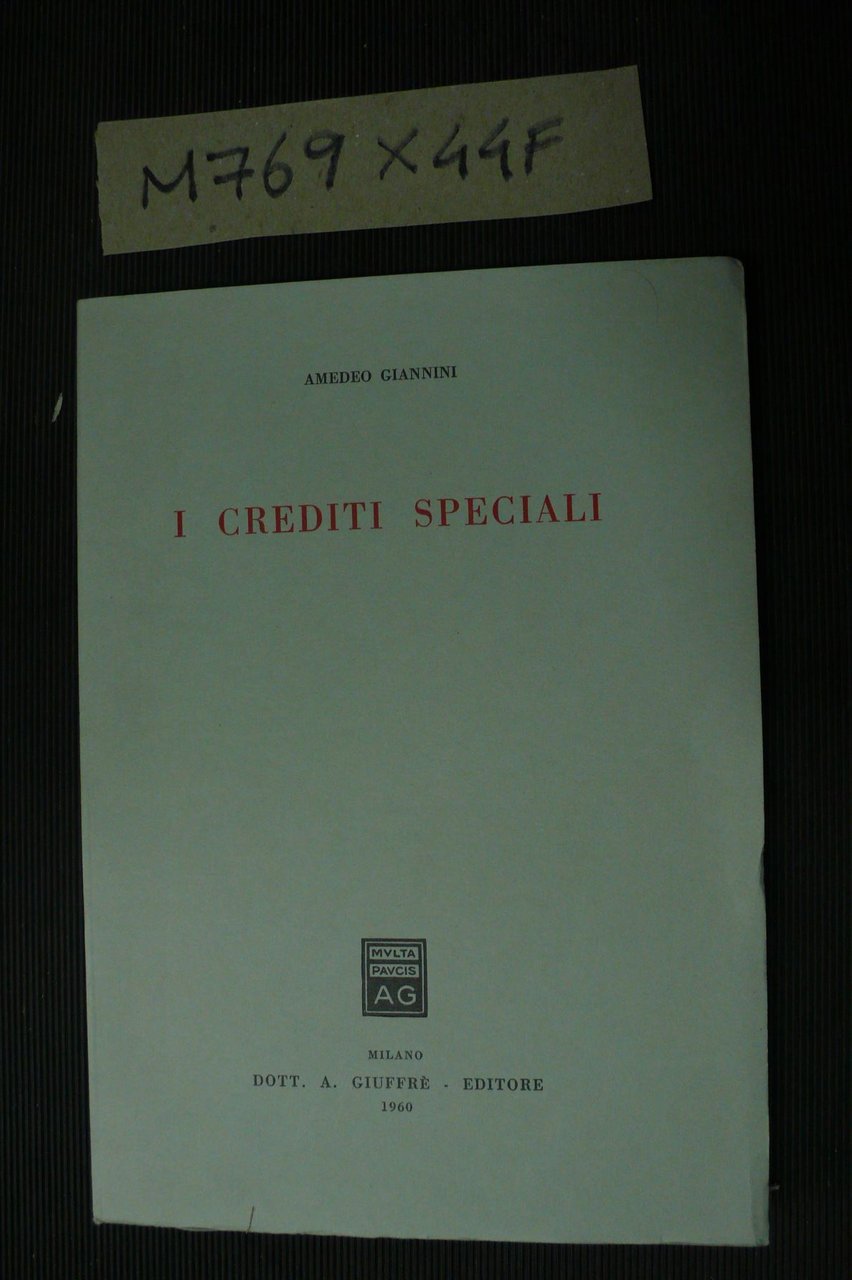 M769 X44F
AMEDEO GIANNINI
I CREDITI SPECIALI
MVLTA
PAVCIS
AG
MILANO
DOTT. A. GIUFFRÈ - EDITORE
1960